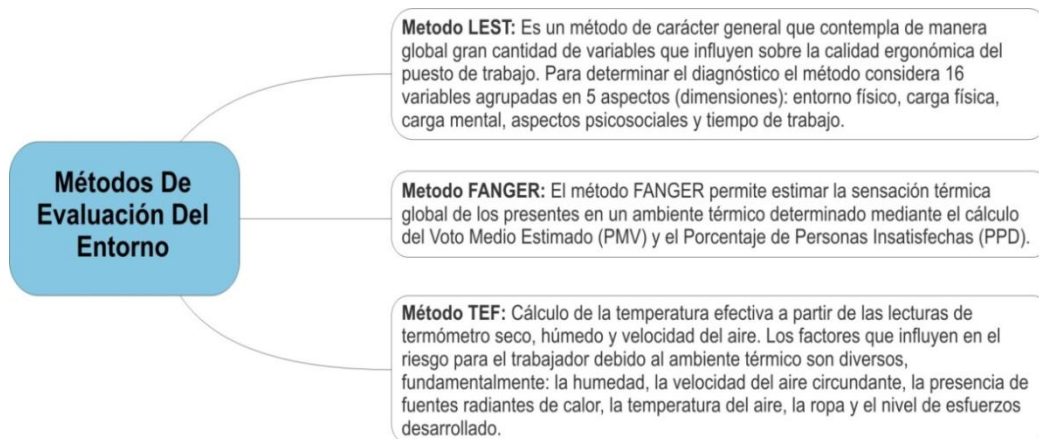 Métodos De
Evaluación Del
Entorno
Metodo LEST: Es un método de carácter general que contempla de manera
global gran cantidad de variables que influyen sobre la calidad ergonómica del
puesto de trabajo. Para determinar el diagnóstico el método considera 16
variables agrupadas en 5 aspectos (dimensiones): entorno físico, carga física,
carga mental, aspectos psicosociales y tiempo de trabajo.
Metodo FANGER: El método FANGER permite estimar la sensación térmica
global de los presentes en un ambiente térmico determinado mediante el cálculo
del Voto Medio Estimado (PMV) y el Porcentaje de Personas Insatisfechas (PPD).
Método TEF: Cálculo de la temperatura efectiva a partir de las lecturas de
termómetro seco, húmedo y velocidad del aire. Los factores que influyen en el
riesgo para el trabajador debido al ambiente térmico son diversos,
fundamentalmente: la humedad, la velocidad del aire circundante, la presencia de
fuentes radiantes de calor, la temperatura del aire, la ropa y el nivel de esfuerzos
desarrollado.